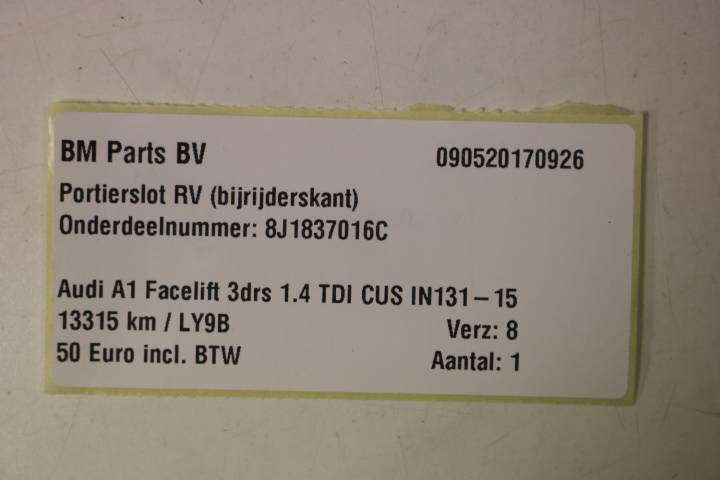 BM Parts BV 090520170926
Portierslot RV (bijrijderskant)
Onderdeelnummer: 8J1837016C
Audi A1 Facelift 3drs 1.4 TDI CUS IN131-15
13315 km / LY9B Verz: 8
50 Euro incl. BTW Aantal: 1